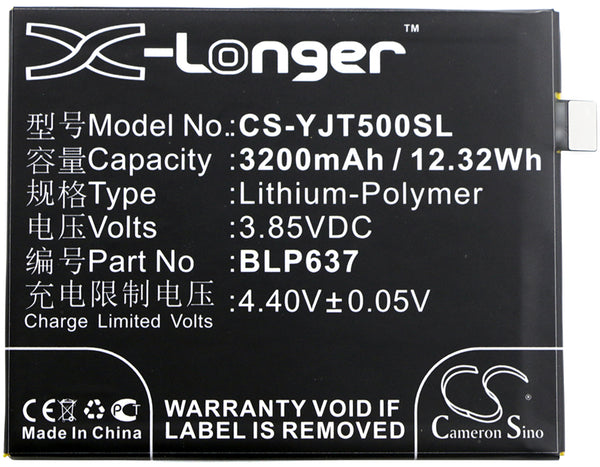 X-Longer™
型号Model No.:CS-YJT500SL
容量Capacity :3200mAh / 12.32Wh
规格Type :Lithium-Polymer
电压Volts :3.85VDC
编号Part No :BLP637
充电限制电压 :4.40V±0.05V
Charge Limited Volts
CE PCT
Made In China
WARRANTY VOID IF
LABEL REMOVED
CS
Cameron Sino